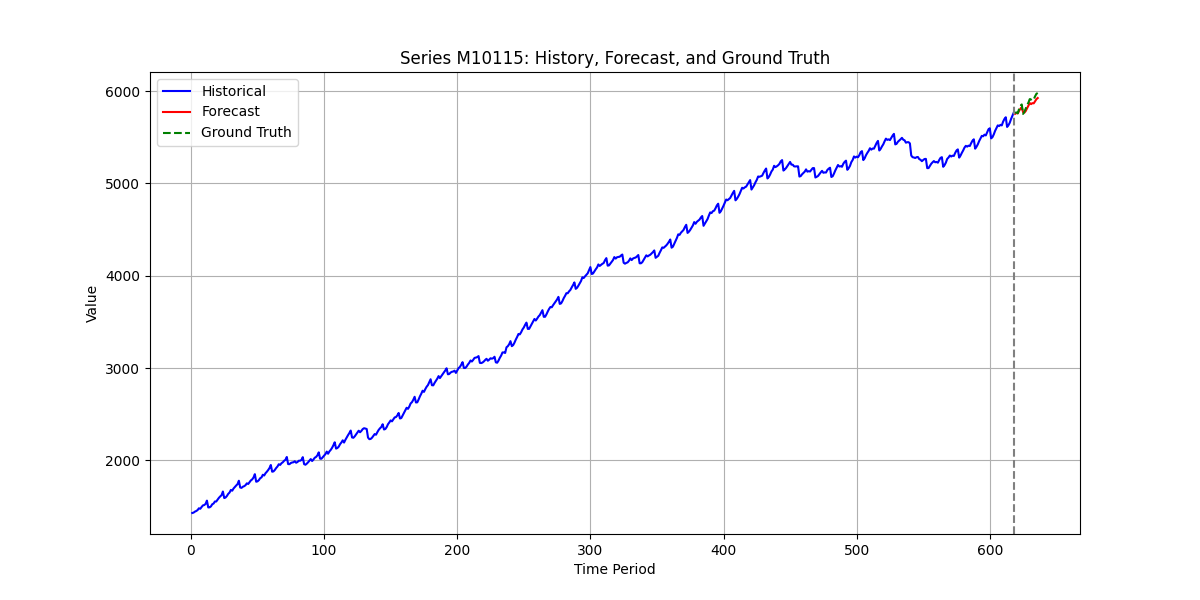 Series M10115: History, Forecast, and Ground Truth
Historical
Forecast
Ground Truth
6000
5000
4000
3000
2000
Value
0 100 200 300 400 500 600
Time Period